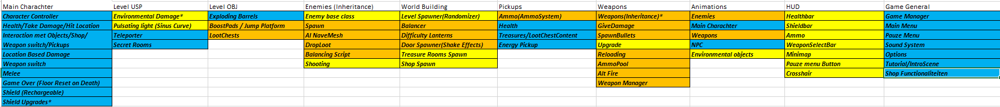 Main Charachter
Level USP
Level OBJ
Enemies (Inheritance)
World Building
Pickups
Weapons
Animations
HUD
Game General
Character Controller
Environmental Damage*
Exploding Barrels
Enemy base class
Level Spawner(Randomizer)
Ammo(AmmoSystem)
Weapons(Inheritance)*
Enemies
Healthbar
Game Manager
Health/Take Damage/Hit Location
Pulsating light (Sinus Curve)
BoostPads / Jump Platform
Spawn
Balancer
Health
GiveDamage
Main Charachter
Shieldbar
Main Menu
Interaction met Objects/Shop/
Teleporter
LootChests
AI NaveMesh
Difficulty Lanterns
Treasures/LootChestContent
SpawnBullets
Weapons
Ammo
Pauze Menu
Weapon switch/Pickups
Secret Rooms
DropLoot
Door Spawner(Shake Effects)
Energy Pickup
Upgrade
NPC
WeaponSelectBar
Sound System
Location Based Damage
Balancing Script
Treasure Rooms Spawn
Reloading
Environmental objects
Minimap
Options
Weapon switch
Shooting
Shop Spawn
AmmoPool
Pauze menu Button
Tutorial/IntroScene
Melee
Alt Fire
Crosshair
Shop Functionaliteiten
Game Over (Floor Reset on Death)
Weapon Manager
Shield (Rechargeable)
Shield Upgrades*